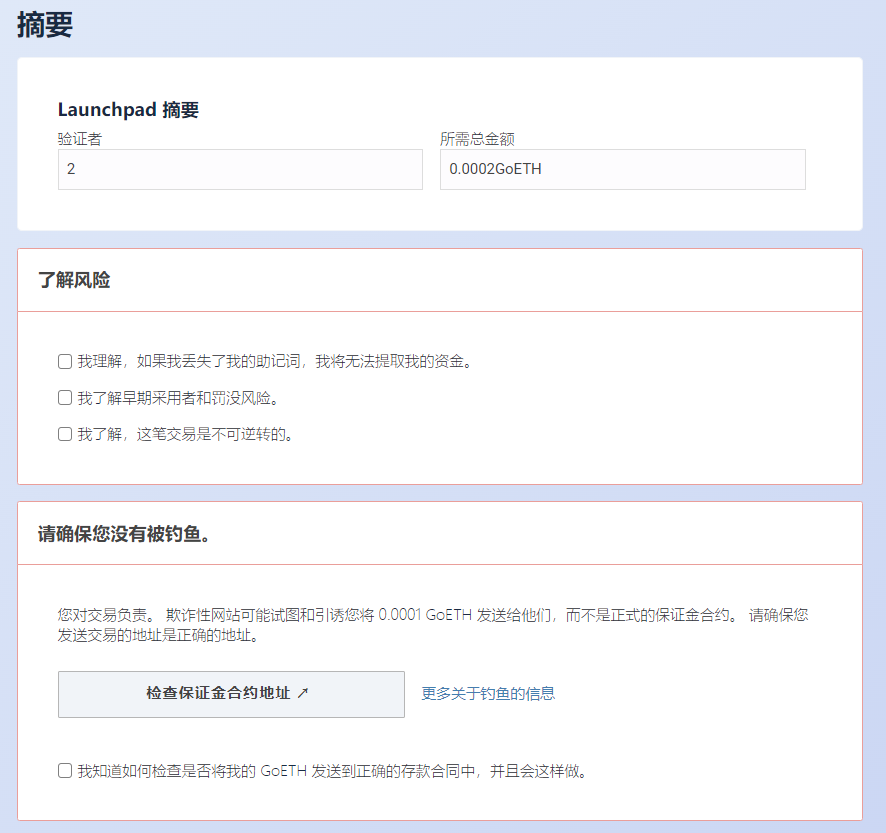 摘要
Launchpad 摘要
验证者
所需总金额
2
0.0002GoETH
了解风险
我理解，如果我丢失了我的助记词，我将无法提取我的资金。
我了解早期采用者和罚没风险。
我了解，这笔交易是不可逆转的。
请确保您没有被钓鱼。
您对交易负责。 欺诈性网站可能试图和引诱您将 0.0001 GoETH 发送给他们，而不是正式的保证金合约。 请确保您
发送交易的地址是正确的地址。
检查保证金合约地址 ↗
更多关于钓鱼的信息
我知道如何检查是否将我的 GoETH 发送到正确的存款合同中，并且会这样做。